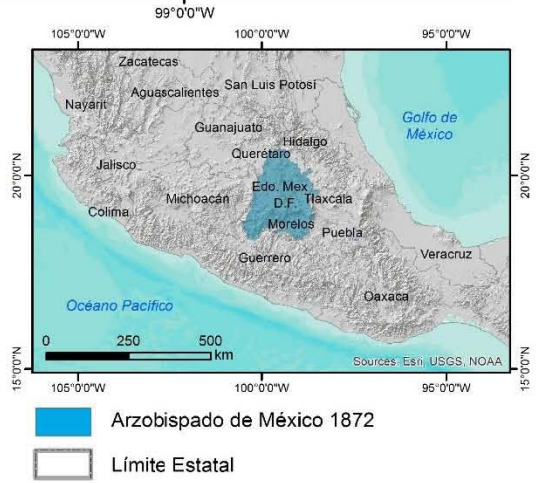 99°0'0"W
105°0'0"W 100°0'0"W 95°0'0"W
Zacatecas
San Luis Potosí
Aguascalientes
Nayarit
Golfo de
México
Guanajuato
Hidalgo
Querétaro
20°0'0"N 20°0'0"N
Jalisco
Edo. Mex
Michoacán
Tlaxcala
D.F.
Colima
Morelos
Puebla
Veracruz
Guerrero
Océano Pacífico
Oaxaca
0 250 500
km
Sources: Esri, USGS, NOAA
15°0'0"N 15°0'0"N
105°0'0"W 100°0'0"W 95°0'0"W
Arzobispado de México 1872
Límite Estatal